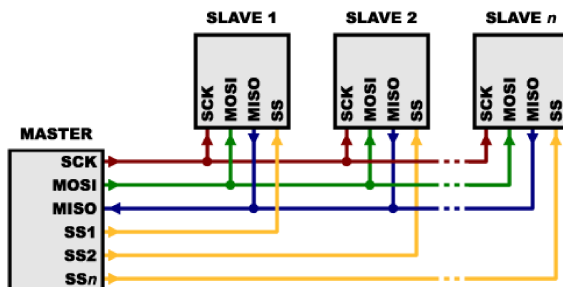 SLAVE 1
SLAVE 2
SLAVE n
SCK MOSI MISO SS
SCK MOSI MISO SS
SCK MOSI MISO SS
MASTER
SCK
MOSI
MISO
SS1
SS2
SSn